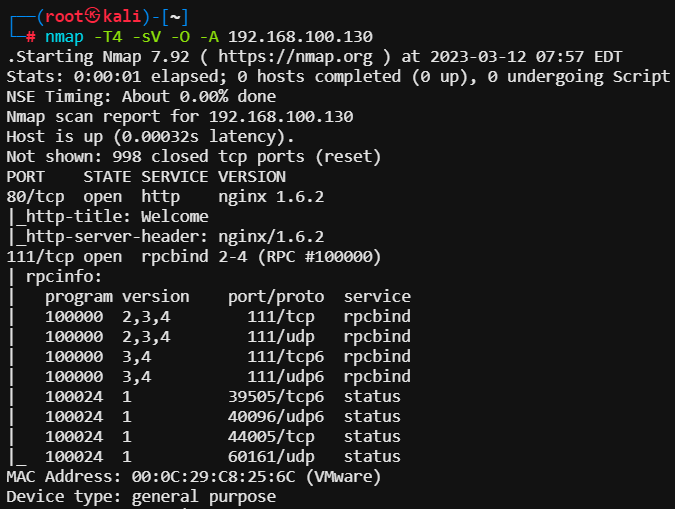 ┌──(root㉿kali)-[~]
└─# nmap -T4 -sV -O -A 192.168.100.130
.Starting Nmap 7.92 ( https://nmap.org ) at 2023-03-12 07:57 EDT
Stats: 0:00:01 elapsed; 0 hosts completed (0 up), 0 undergoing Script
NSE Timing: About 0.00% done
Nmap scan report for 192.168.100.130
Host is up (0.00032s latency).
Not shown: 998 closed tcp ports (reset)
PORT    STATE SERVICE VERSION
80/tcp  open  http    nginx 1.6.2
|_http-title: Welcome
|_http-server-header: nginx/1.6.2
111/tcp open  rpcbind 2-4 (RPC #100000)
| rpcinfo:
|   program version    port/proto  service
|   100000  2,3,4        111/tcp   rpcbind
|   100000  2,3,4        111/udp   rpcbind
|   100000  3,4          111/tcp6  rpcbind
|   100000  3,4          111/udp6  rpcbind
|   100024  1          39505/tcp6  status
|   100024  1          40096/udp6  status
|   100024  1          44005/tcp   status
|_  100024  1          60161/udp   status
MAC Address: 00:0C:29:C8:25:6C (VMware)
Device type: general purpose